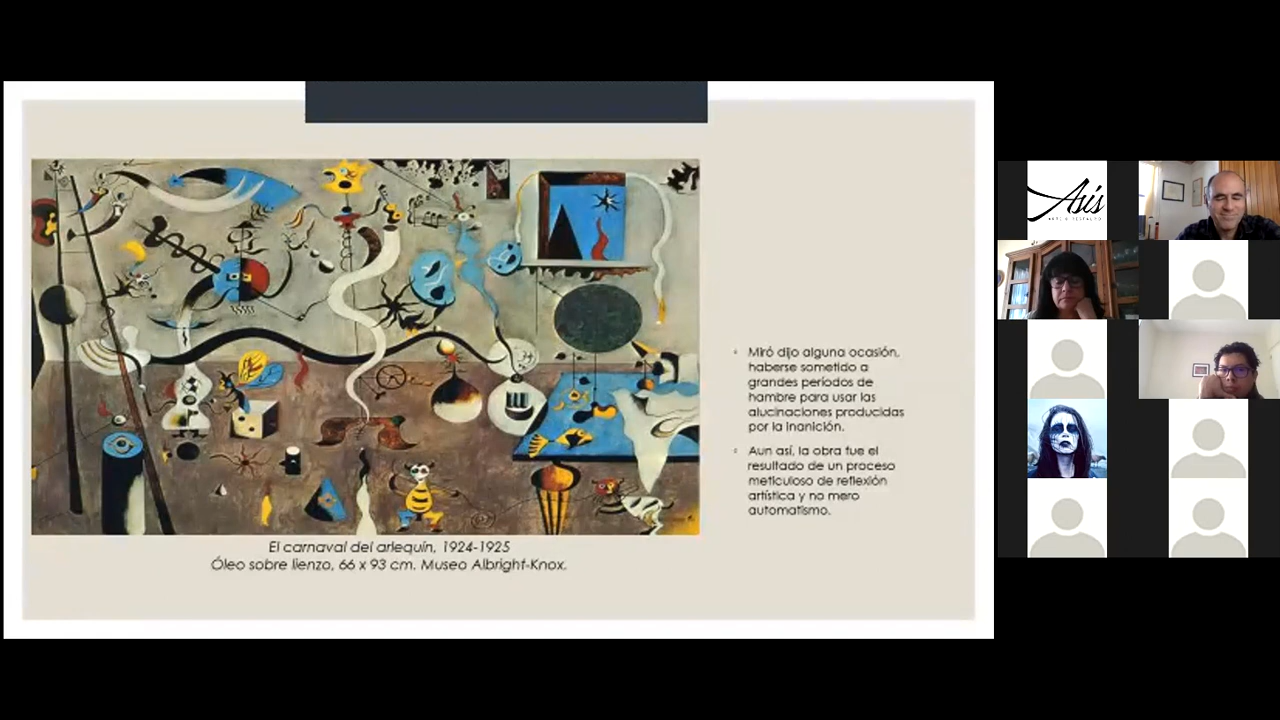 Miró dijo alguna ocasión,
haberse sometido a
grandes períodos de
hambre para usar las
alucinaciones producidas
por la inanición.
Aun así, la obra fue el
resultado de un proceso
meticuloso de reflexión
artística y no mero
automatismo.
El carnaval del arlequín, 1924-1925
Óleo sobre lienzo, 66 x 93 cm. Museo Albright-Knox.
Asis